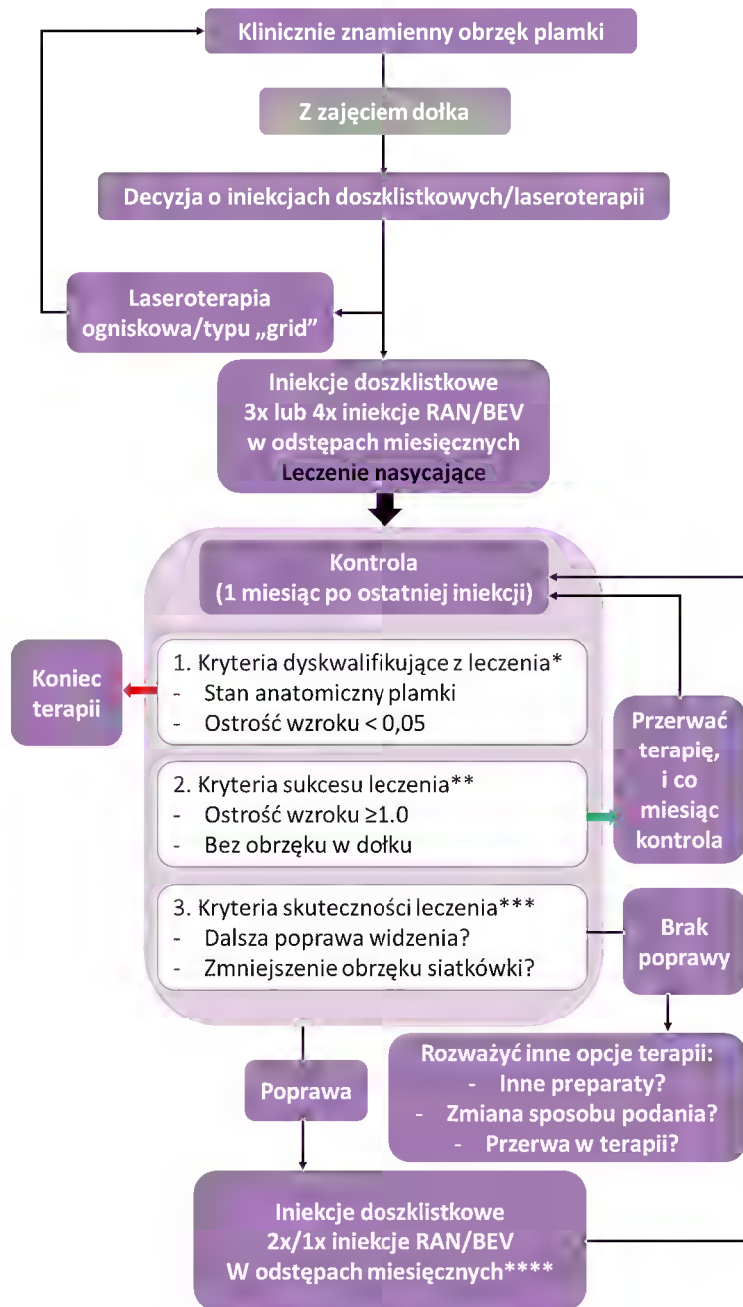 Klinicznie znamienny obrzęk plamki
Z zajęciem dołka
Decyzja o iniekcjach doszklistkowych/laseroterapii
Laseroterapia
ogniskowa/typu „grid”
Iniekcje doszklistkowe
3x lub 4x iniekcje RAN/BEV
w odstępach miesięcznych
Leczenie nasycające
Kontrola
(1 miesiąc po ostatniej iniekcji)
Koniec
terapii
1. Kryteria dyskwalifikujące z leczenia*
- Stan anatomiczny plamki
- Ostrość wzroku < 0,05
2. Kryteria sukcesu leczenia**
- Ostrość wzroku ≥1.0
- Bez obrzęku w dołku
Przerwać
terapię,
i co
miesiąc
kontrola
3. Kryteria skuteczności leczenia***
- Dalsza poprawa widzenia?
- Zmniejszenie obrzęku siatkówki?
Brak
poprawy
Poprawa
Rozważyć inne opcje terapii:
- Inne preparaty?
- Zmiana sposobu podania?
- Przerwa w terapii?
Iniekcje doszklistkowe
2x/1x iniekcje RAN/BEV
W odstępach miesięcznych****